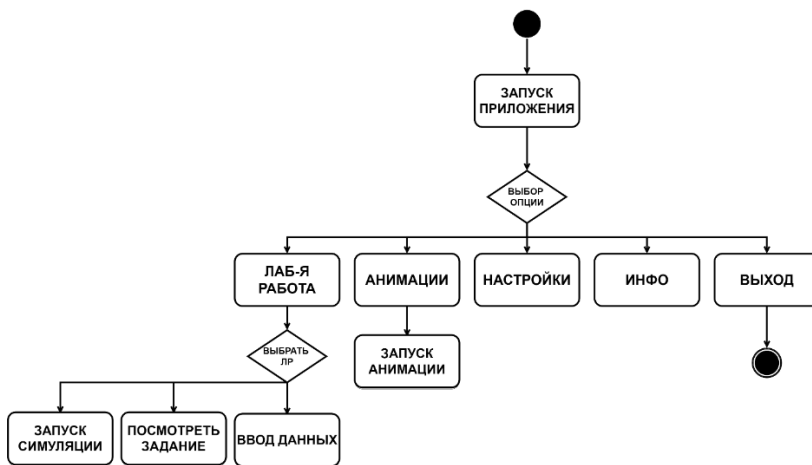 ЗАПУСК
ПРИЛОЖЕНИЯ
ВЫБОР
ОПЦИИ
ЛАБ-Я
РАБОТА
АНИМАЦИИ
НАСТРОЙКИ
ИНФО
ВЫХОД
ВЫБРАТЬ
ЛР
ЗАПУСК
АНИМАЦИИ
ЗАПУСК
СИМУЛЯЦИИ
ПОСМОТРЕТЬ
ЗАДАНИЕ
ВВОД ДАННЫХ